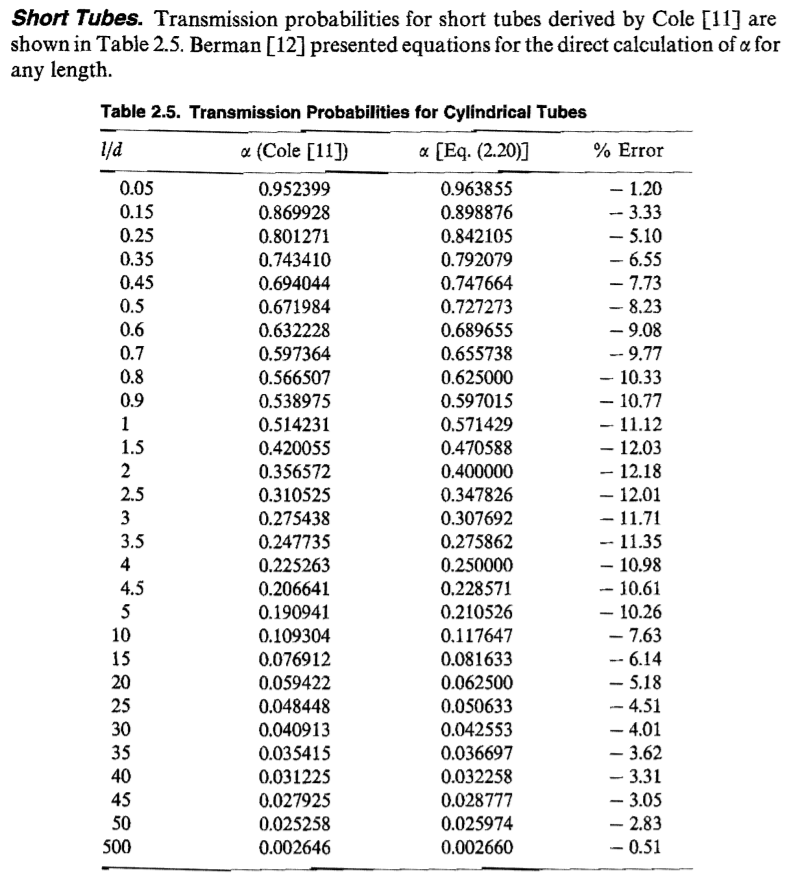 Short Tubes. Transmission probabilities for short tubes derived by Cole [11] are
shown in Table 2.5. Berman [12] presented equations for the direct calculation of α for
any length.
Table 2.5. Transmission Probabilities for Cylindrical Tubes
l/d α (Cole [11]) α [Eq. (2.20)] % Error
0.05 0.952399 0.963855 − 1.20
0.15 0.869928 0.898876 − 3.33
0.25 0.801271 0.842105 − 5.10
0.35 0.743410 0.792079 − 6.55
0.45 0.694044 0.747664 − 7.73
0.5 0.671984 0.727273 − 8.23
0.6 0.632228 0.689655 − 9.08
0.7 0.597364 0.655738 − 9.77
0.8 0.566507 0.625000 − 10.33
0.9 0.538975 0.597015 − 10.77
1 0.514231 0.571429 − 11.12
1.5 0.420055 0.470588 − 12.03
2 0.356572 0.400000 − 12.18
2.5 0.310525 0.347826 − 12.01
3 0.275438 0.307692 − 11.71
3.5 0.247735 0.275862 − 11.35
4 0.225263 0.250000 − 10.98
4.5 0.206641 0.228571 − 10.61
5 0.190941 0.210526 − 10.26
10 0.109304 0.117647 − 7.63
15 0.076912 0.081633 − 6.14
20 0.059422 0.062500 − 5.18
25 0.048448 0.050633 − 4.51
30 0.040913 0.042553 − 4.01
35 0.035415 0.036697 − 3.62
40 0.031225 0.032258 − 3.31
45 0.027925 0.028777 − 3.05
50 0.025258 0.025974 − 2.83
500 0.002646 0.002660 − 0.51